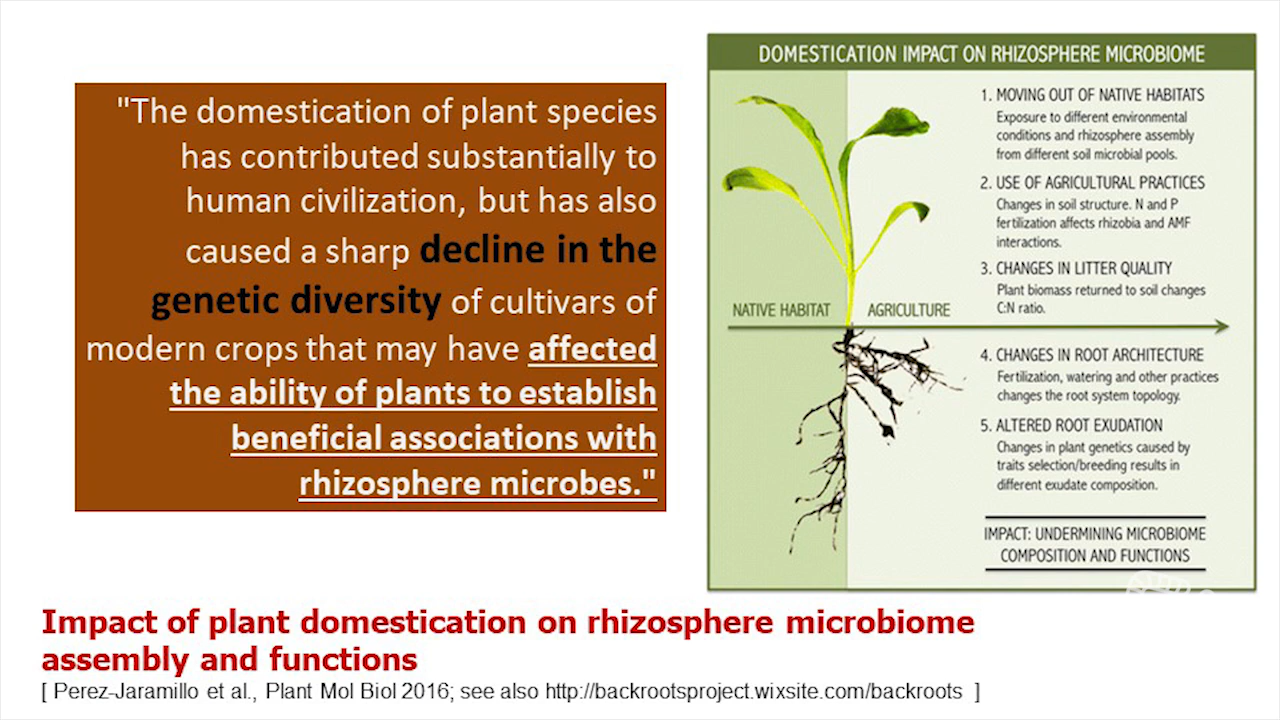 "The domestication of plant species
has contributed substantially to
human civilization, but has also
caused a sharp decline in the
genetic diversity of cultivars of
modern crops that may have affected
the ability of plants to establish
beneficial associations with
rhizosphere microbes."
DOMESTICATION IMPACT ON RHIZOSPHERE MICROBIOME
1. MOVING OUT OF NATIVE HABITATS
Exposure to different environmental
conditions and rhizosphere assembly
from different soil microbial pools.
2. USE OF AGRICULTURAL PRACTICES
Changes in soil structure. N and P
fertilization affects rhizobia and AMF
interactions.
3. CHANGES IN LITTER QUALITY
Plant biomass returned to soil changes
C:N ratio.
NATIVE HABITAT
AGRICULTURE
4. CHANGES IN ROOT ARCHITECTURE
Fertilization, watering and other practices
changes the root system topology.
5. ALTERED ROOT EXUDATION
Changes in plant genetics caused by
traits selection/breeding results in
different exudate composition.
IMPACT: UNDERMINING MICROBIOME
COMPOSITION AND FUNCTIONS
Impact of plant domestication on rhizosphere microbiome
assembly and functions
[ Perez-Jaramillo et al., Plant Mol Biol 2016; see also http://backrootsproject.wixsite.com/backroots ]